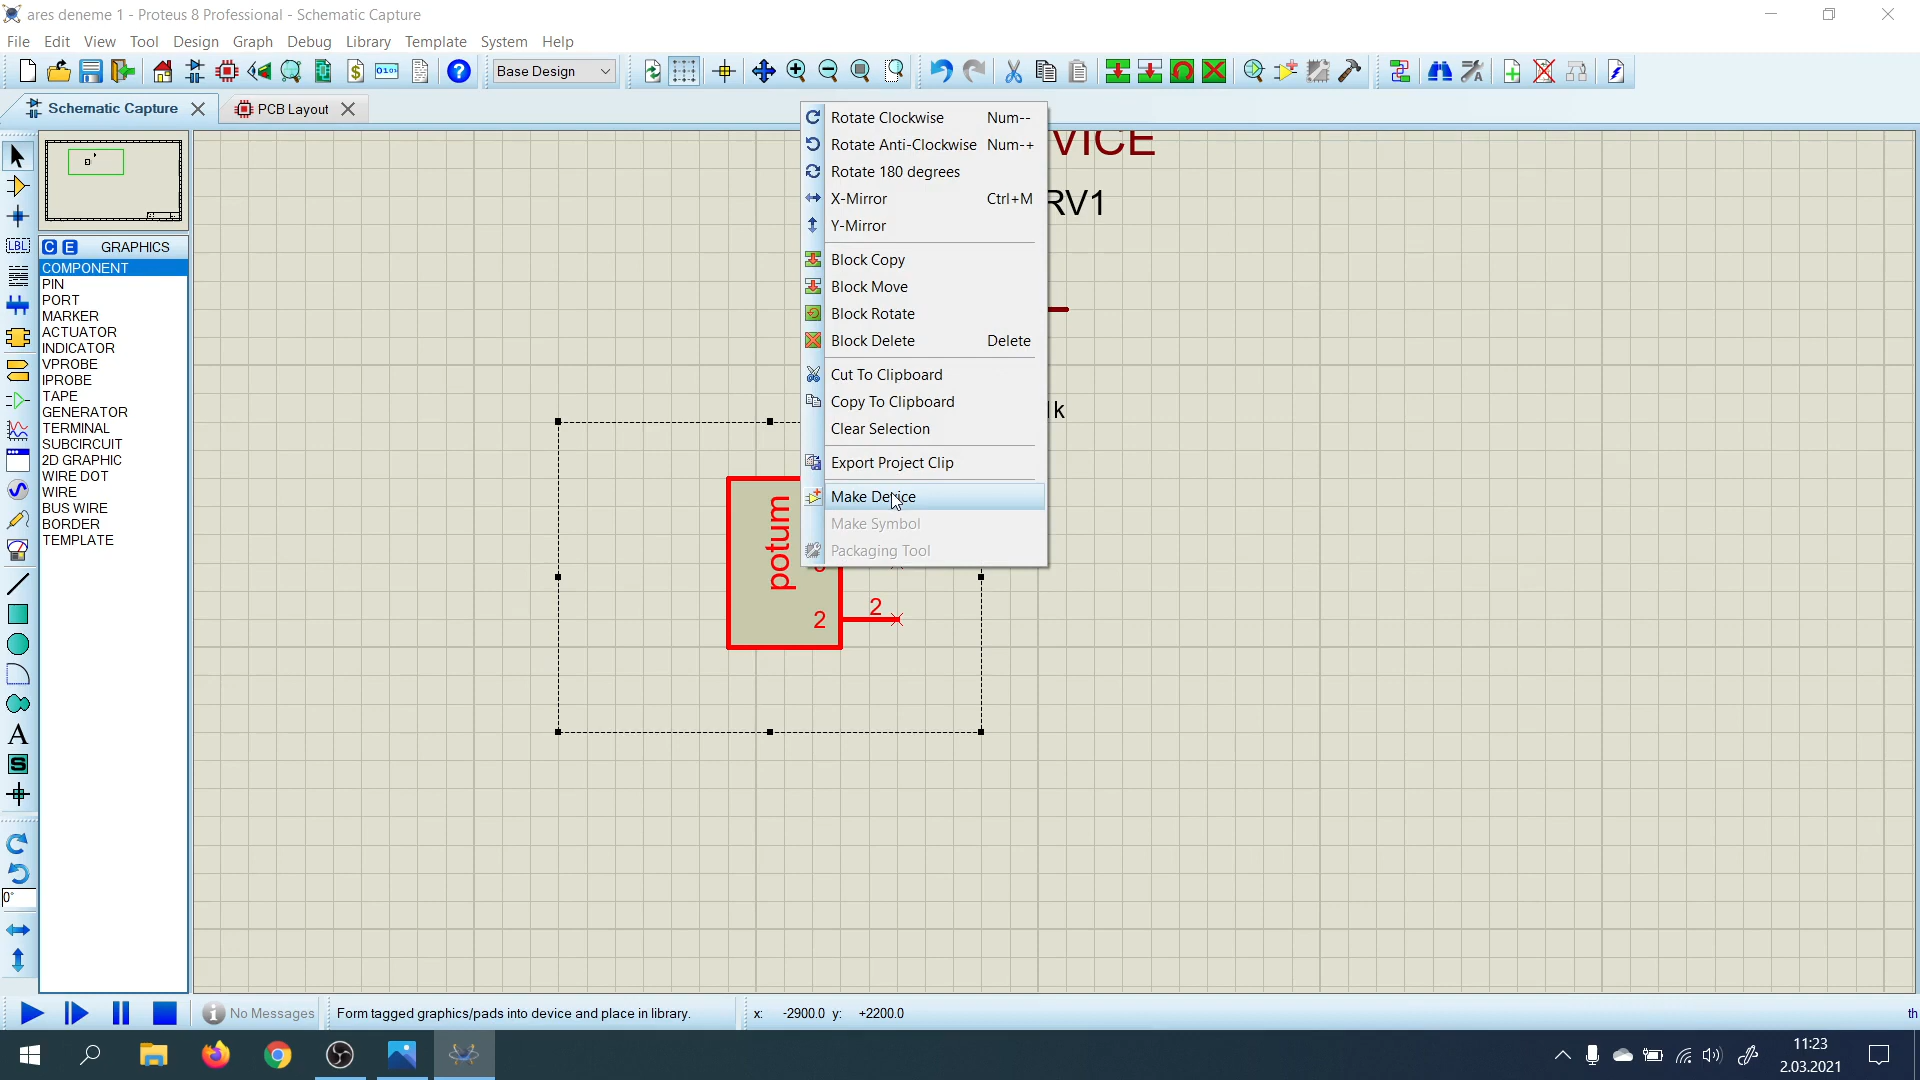 ares deneme 1 - Proteus 8 Professional - Schematic Capture
File Edit View Tool Design Graph Debug Library Template System Help
Base Design
Schematic Capture
PCB Layout
C E GRAPHICS
COMPONENT
PIN
PORT
MARKER
ACTUATOR
INDICATOR
VPROBE
IPROBE
TAPE
GENERATOR
TERMINAL
SUBCIRCUIT
2D GRAPHIC
WIRE DOT
WIRE
BUS WIRE
BORDER
TEMPLATE
LBL
A
S
0°
Rotate Clockwise Num--
Rotate Anti-Clockwise Num-+
Rotate 180 degrees
X-Mirror Ctrl+M
Y-Mirror
Block Copy
Block Move
Block Rotate
Block Delete Delete
Cut To Clipboard
Copy To Clipboard
Clear Selection
Export Project Clip
Make Device
Make Symbol
Packaging Tool
VICE
RV1
1k
potum
2
2
No Messages
Form tagged graphics/pads into device and place in library.
x: -2900.0 y: +2200.0
th
11:23
2.03.2021